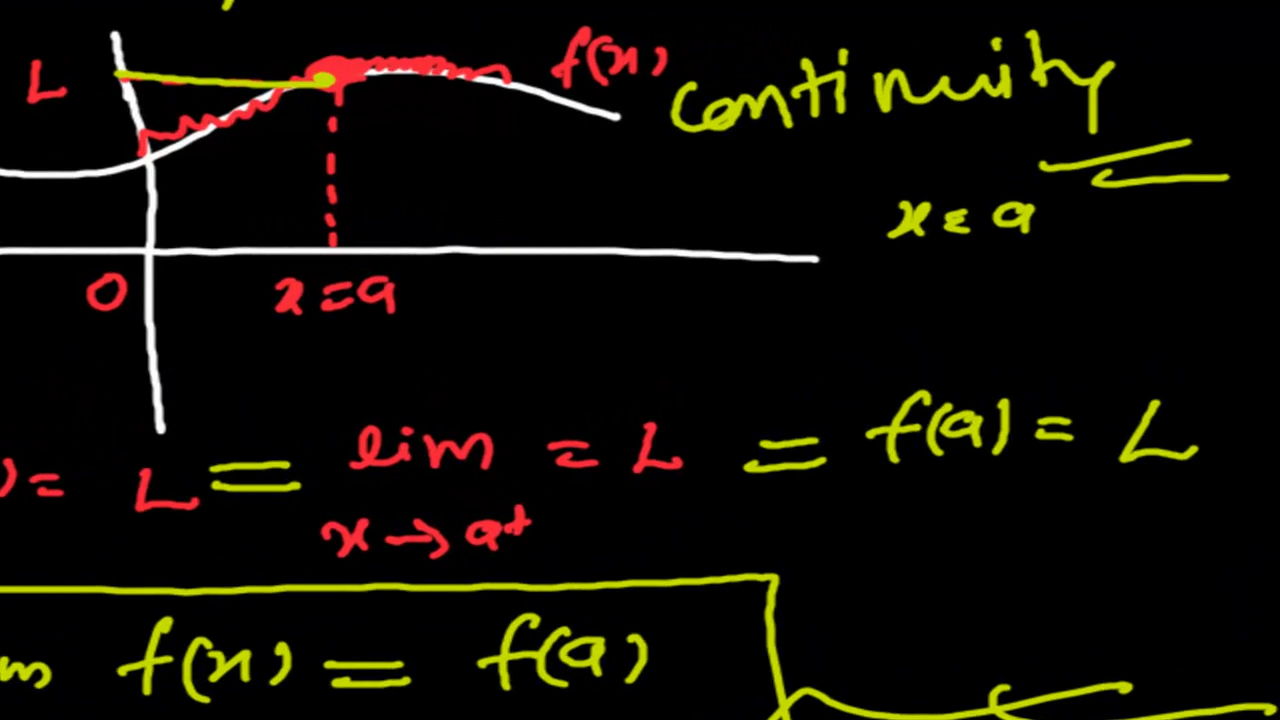 L f(x) continuity
x = a
0 x = a
) = L = lim = L = f(a) = L
x → a+
m f(x) = f(a)